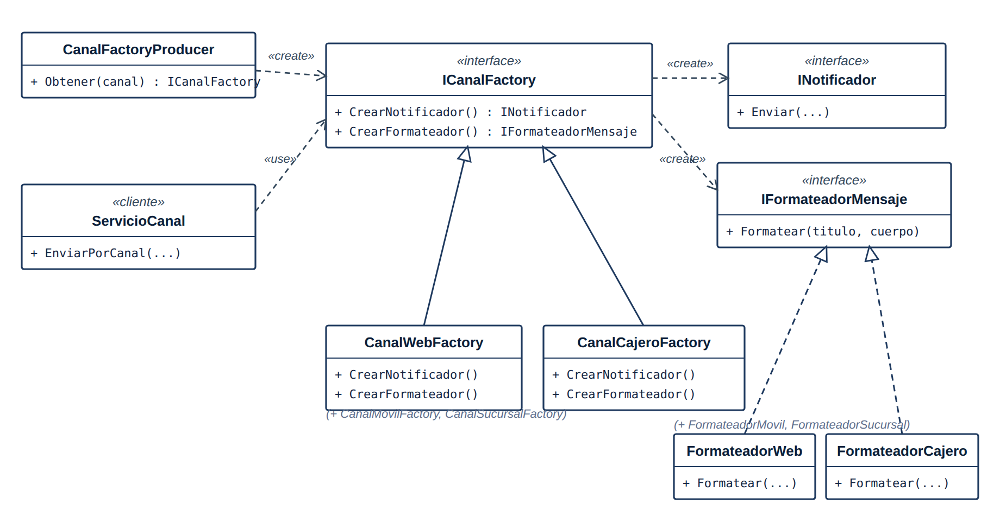 CanalFactoryProducer
+ Obtener(canal) : ICanalFactory
«create»
«interface»
ICanalFactory
+ CrearNotificador() : INotificador
+ CrearFormateador() : IFormateadorMensaje
«create»
«interface»
INotificador
+ Enviar(...)
«use»
«create»
«cliente»
ServicioCanal
+ EnviarPorCanal(...)
«interface»
IFormateadorMensaje
+ Formatear(titulo, cuerpo)
CanalWebFactory
+ CrearNotificador()
+ CrearFormateador()
CanalCajeroFactory
+ CrearNotificador()
+ CrearFormateador()
(+ CanalMovilFactory, CanalSucursalFactory)
(+ FormateadorMovil, FormateadorSucursal)
FormateadorWeb
+ Formatear(...)
FormateadorCajero
+ Formatear(...)